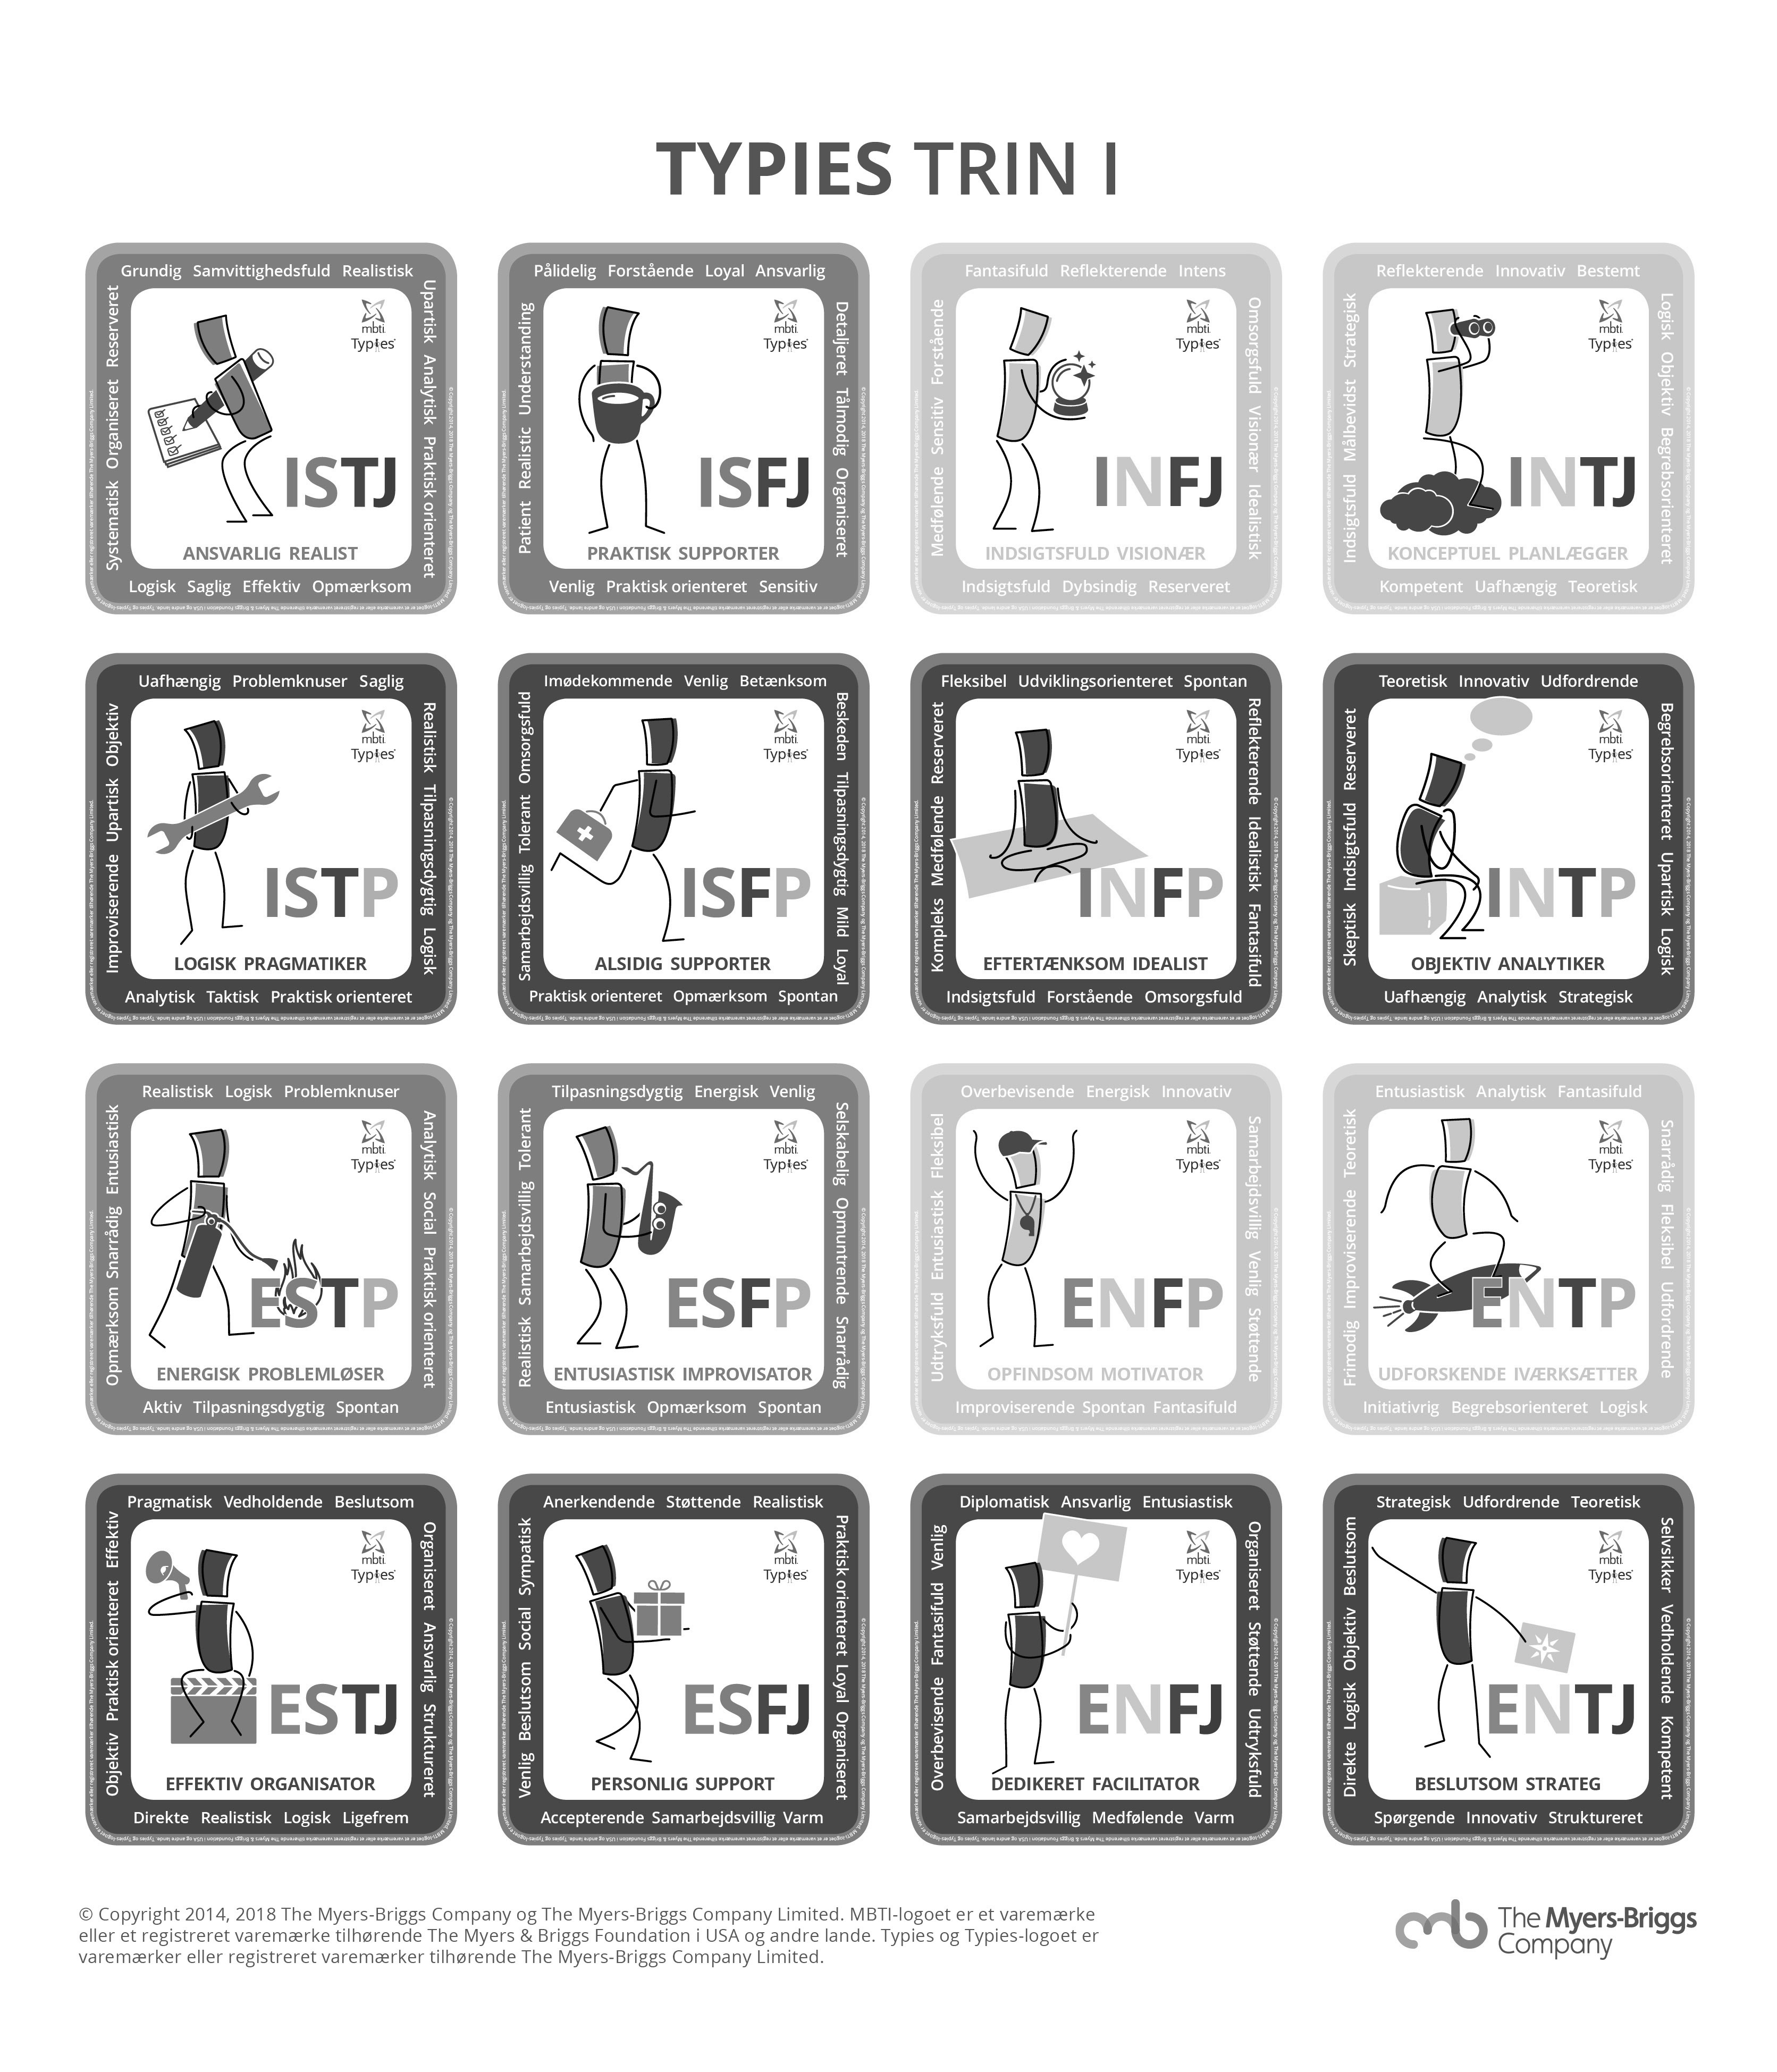 TYPIES TRIN I
Grundig Samvittighedsfuld Realistisk
Systematisk Organiseret Reserveret
Upartisk Analytisk Praktisk orienteret
mbti
Typies
ISTJ
ANSVARLIG REALIST
Logisk Saglig Effektiv Opmærksom
Pålidelig Forstående Loyal Ansvarlig
Patient Realistic Understanding
Detaljeret Tålmodig Organiseret
mbti
Typies
ISFJ
PRAKTISK SUPPORTER
Venlig Praktisk orienteret Sensitiv
Fantasifuld Reflekterende Intens
Medfølende Sensitiv Forstående
Omsorgsfuld Visionær Idealistisk
mbti
Typies
INFJ
INDSIGTSFULD VISIONÆR
Indsigtsfuld Dybsindig Reserveret
Reflekterende Innovativ Bestemt
Indsigtsfuld Målbevidst Strategisk
Logisk Objektiv Begrebsorienteret
mbti
Typies
INTJ
KONCEPTUEL PLANLÆGGER
Kompetent Uafhængig Teoretisk
Uafhængig Problemknuser Saglig
Improviserende Upartisk Objektiv
Realistisk Tilpasningsdygtig Logisk
mbti
Typies
ISTP
LOGISK PRAGMATIKER
Analytisk Taktisk Praktisk orienteret
Imødekommende Venlig Betænksom
Samarbejdsvillig Tolerant Omsorgsfuld
Beskeden Tilpasningsdygtig Mild Loyal
mbti
Typies
ISFP
ALSIDIG SUPPORTER
Praktisk orienteret Opmærksom Spontan
Fleksibel Udviklingsorienteret Spontan
Kompleks Medfølende Reserveret
Reflekterende Idealistisk Fantasifuld
mbti
Typies
INFP
EFTERTÆNKSOM IDEALIST
Indsigtsfuld Forstående Omsorgsfuld
Teoretisk Innovativ Udfordrende
Skeptisk Indsigtsfuld Reserveret
Begrebsorienteret Upartisk Logisk
mbti
Typies
INTP
OBJEKTIV ANALYTIKER
Uafhængig Analytisk Strategisk
Realistisk Logisk Problemknuser
Opmærksom Snarrådig Entusiastisk
Analytisk Social Praktisk orienteret
mbti
Typies
ESTP
ENERGISK PROBLEMLØSER
Aktiv Tilpasningsdygtig Spontan
Tilpasningsdygtig Energisk Venlig
Realistisk Samarbejdsvillig Tolerant
Selskabelig Opmuntrende Snarrådig
mbti
Typies
ESFP
ENTUSIASTISK IMPROVISATOR
Entusiastisk Opmærksom Spontan
Overbevisende Energisk Innovativ
Udtryksfuld Entusiastisk Fleksibel
Samarbejdsvillig Venlig Støttende
mbti
Typies
ENFP
OPFINDSOM MOTIVATOR
Improviserende Spontan Fantasifuld
Entusiastisk Analytisk Fantasifuld
Frimodig Improviserende Teoretisk
Snarrådig Fleksibel Udfordrende
mbti
Typies
ENTP
UDFORSKENDE IVÆRKSÆTTER
Initiativrig Begrebsorienteret Logisk
Pragmatisk Vedholdende Beslutsom
Objektiv Praktisk orienteret Effektiv
Organiseret Ansvarlig Struktureret
mbti
Typies
ESTJ
EFFEKTIV ORGANISATOR
Direkte Realistisk Logisk Ligefrem
Anerkendende Støttende Realistisk
Venlig Beslutsom Social Sympatisk
Praktisk orienteret Loyal Organiseret
mbti
Typies
ESFJ
PERSONLIG SUPPORT
Accepterende Samarbejdsvillig Varm
Diplomatisk Ansvarlig Entusiastisk
Overbevisende Fantasifuld Venlig
Organiseret Støttende Udtryksfuld
mbti
Typies
ENFJ
DEDIKERET FACILITATOR
Samarbejdsvillig Medfølende Varm
Strategisk Udfordrende Teoretisk
Direkte Logisk Objektiv Beslutsom
Selvsikker Vedholdende Kompetent
mbti
Typies
ENTJ
BESLUTSOM STRATEG
Spørgende Innovativ Struktureret
© Copyright 2014, 2018 The Myers-Briggs Company og The Myers-Briggs Company Limited. MBTI-logoet er et varemærke
eller et registreret varemærke tilhørende The Myers & Briggs Foundation i USA og andre lande. Typies og Typies-logoet er
varemærker eller registreret varemærker tilhørende The Myers-Briggs Company Limited.
The Myers-Briggs
Company